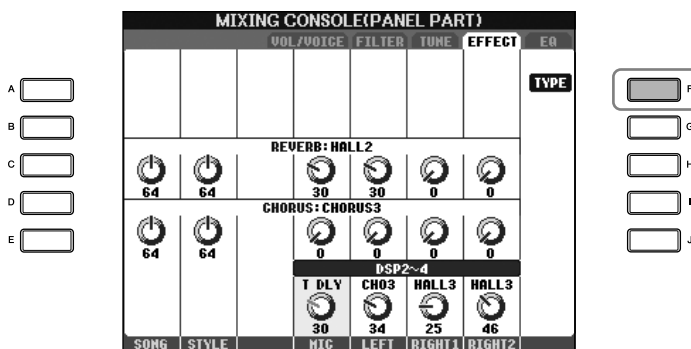 MIXING CONSOLE(PANEL PART)
VOL/VOICE FILTER TUNE EFFECT EQ
A
TYPE
F
B
G
REVERB:HALL2
C
H
64 64 30 30 0 0
CHORUS:CHORUS3
D
I
E
J
64 64 0 0 0 0
DSP2~4
T DLY CHO3 HALL3 HALL3
30 34 25 46
SONG STYLE MIC LEFT RIGHT1 RIGHT2